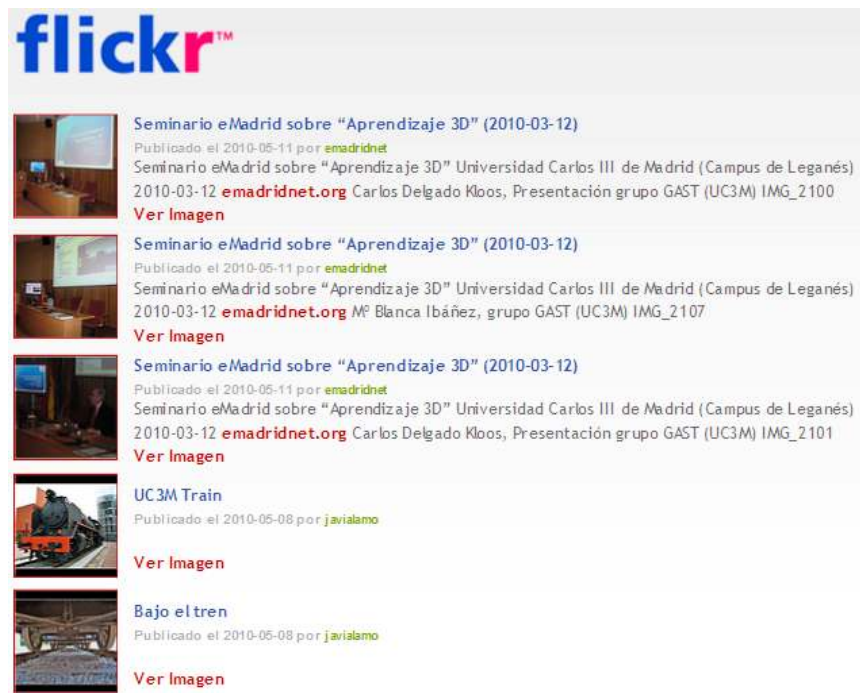 flickr™
Seminario eMadrid sobre “Aprendizaje 3D” (2010-03-12)
Publicado el 2010-05-11 por emadridnet
Seminario eMadrid sobre “Aprendizaje 3D” Universidad Carlos III de Madrid (Campus de Leganés)
2010-03-12 emadridnet.org Carlos Delgado Kloos, Presentación grupo GAST (UC3M) IMG_2100
Ver Imagen
Seminario eMadrid sobre “Aprendizaje 3D” (2010-03-12)
Publicado el 2010-05-11 por emadridnet
Seminario eMadrid sobre “Aprendizaje 3D” Universidad Carlos III de Madrid (Campus de Leganés)
2010-03-12 emadridnet.org Mº Blanca Ibáñez, grupo GAST (UC3M) IMG_2107
Ver Imagen
Seminario eMadrid sobre “Aprendizaje 3D” (2010-03-12)
Publicado el 2010-05-11 por emadridnet
Seminario eMadrid sobre “Aprendizaje 3D” Universidad Carlos III de Madrid (Campus de Leganés)
2010-03-12 emadridnet.org Carlos Delgado Kloos, Presentación grupo GAST (UC3M) IMG_2101
Ver Imagen
UC3M Train
Publicado el 2010-05-08 por javialamo
Ver Imagen
Bajo el tren
Publicado el 2010-05-08 por javialamo
Ver Imagen